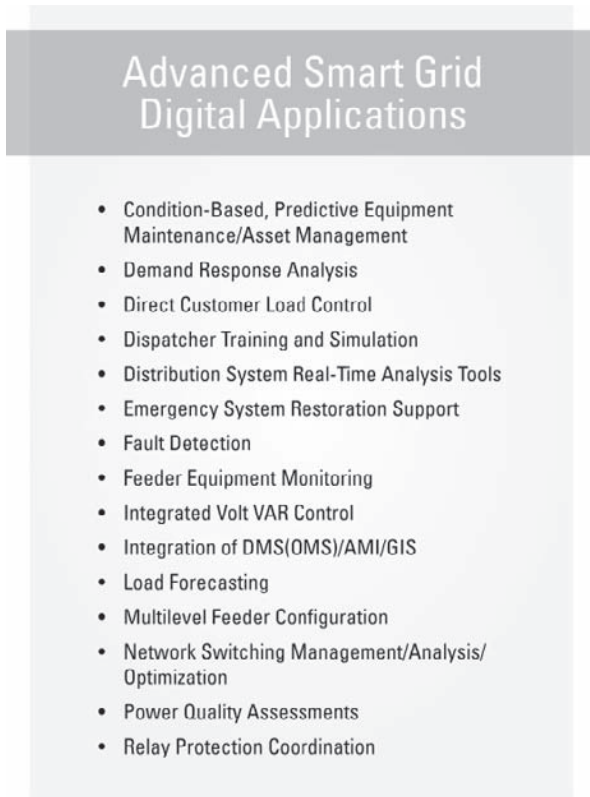 Advanced Smart Grid
Digital Applications
• Condition-Based, Predictive Equipment
Maintenance/Asset Management
• Demand Response Analysis
• Direct Customer Load Control
• Dispatcher Training and Simulation
• Distribution System Real-Time Analysis Tools
• Emergency System Restoration Support
• Fault Detection
• Feeder Equipment Monitoring
• Integrated Volt VAR Control
• Integration of DMS(OMS)/AMI/GIS
• Load Forecasting
• Multilevel Feeder Configuration
• Network Switching Management/Analysis/
Optimization
• Power Quality Assessments
• Relay Protection Coordination